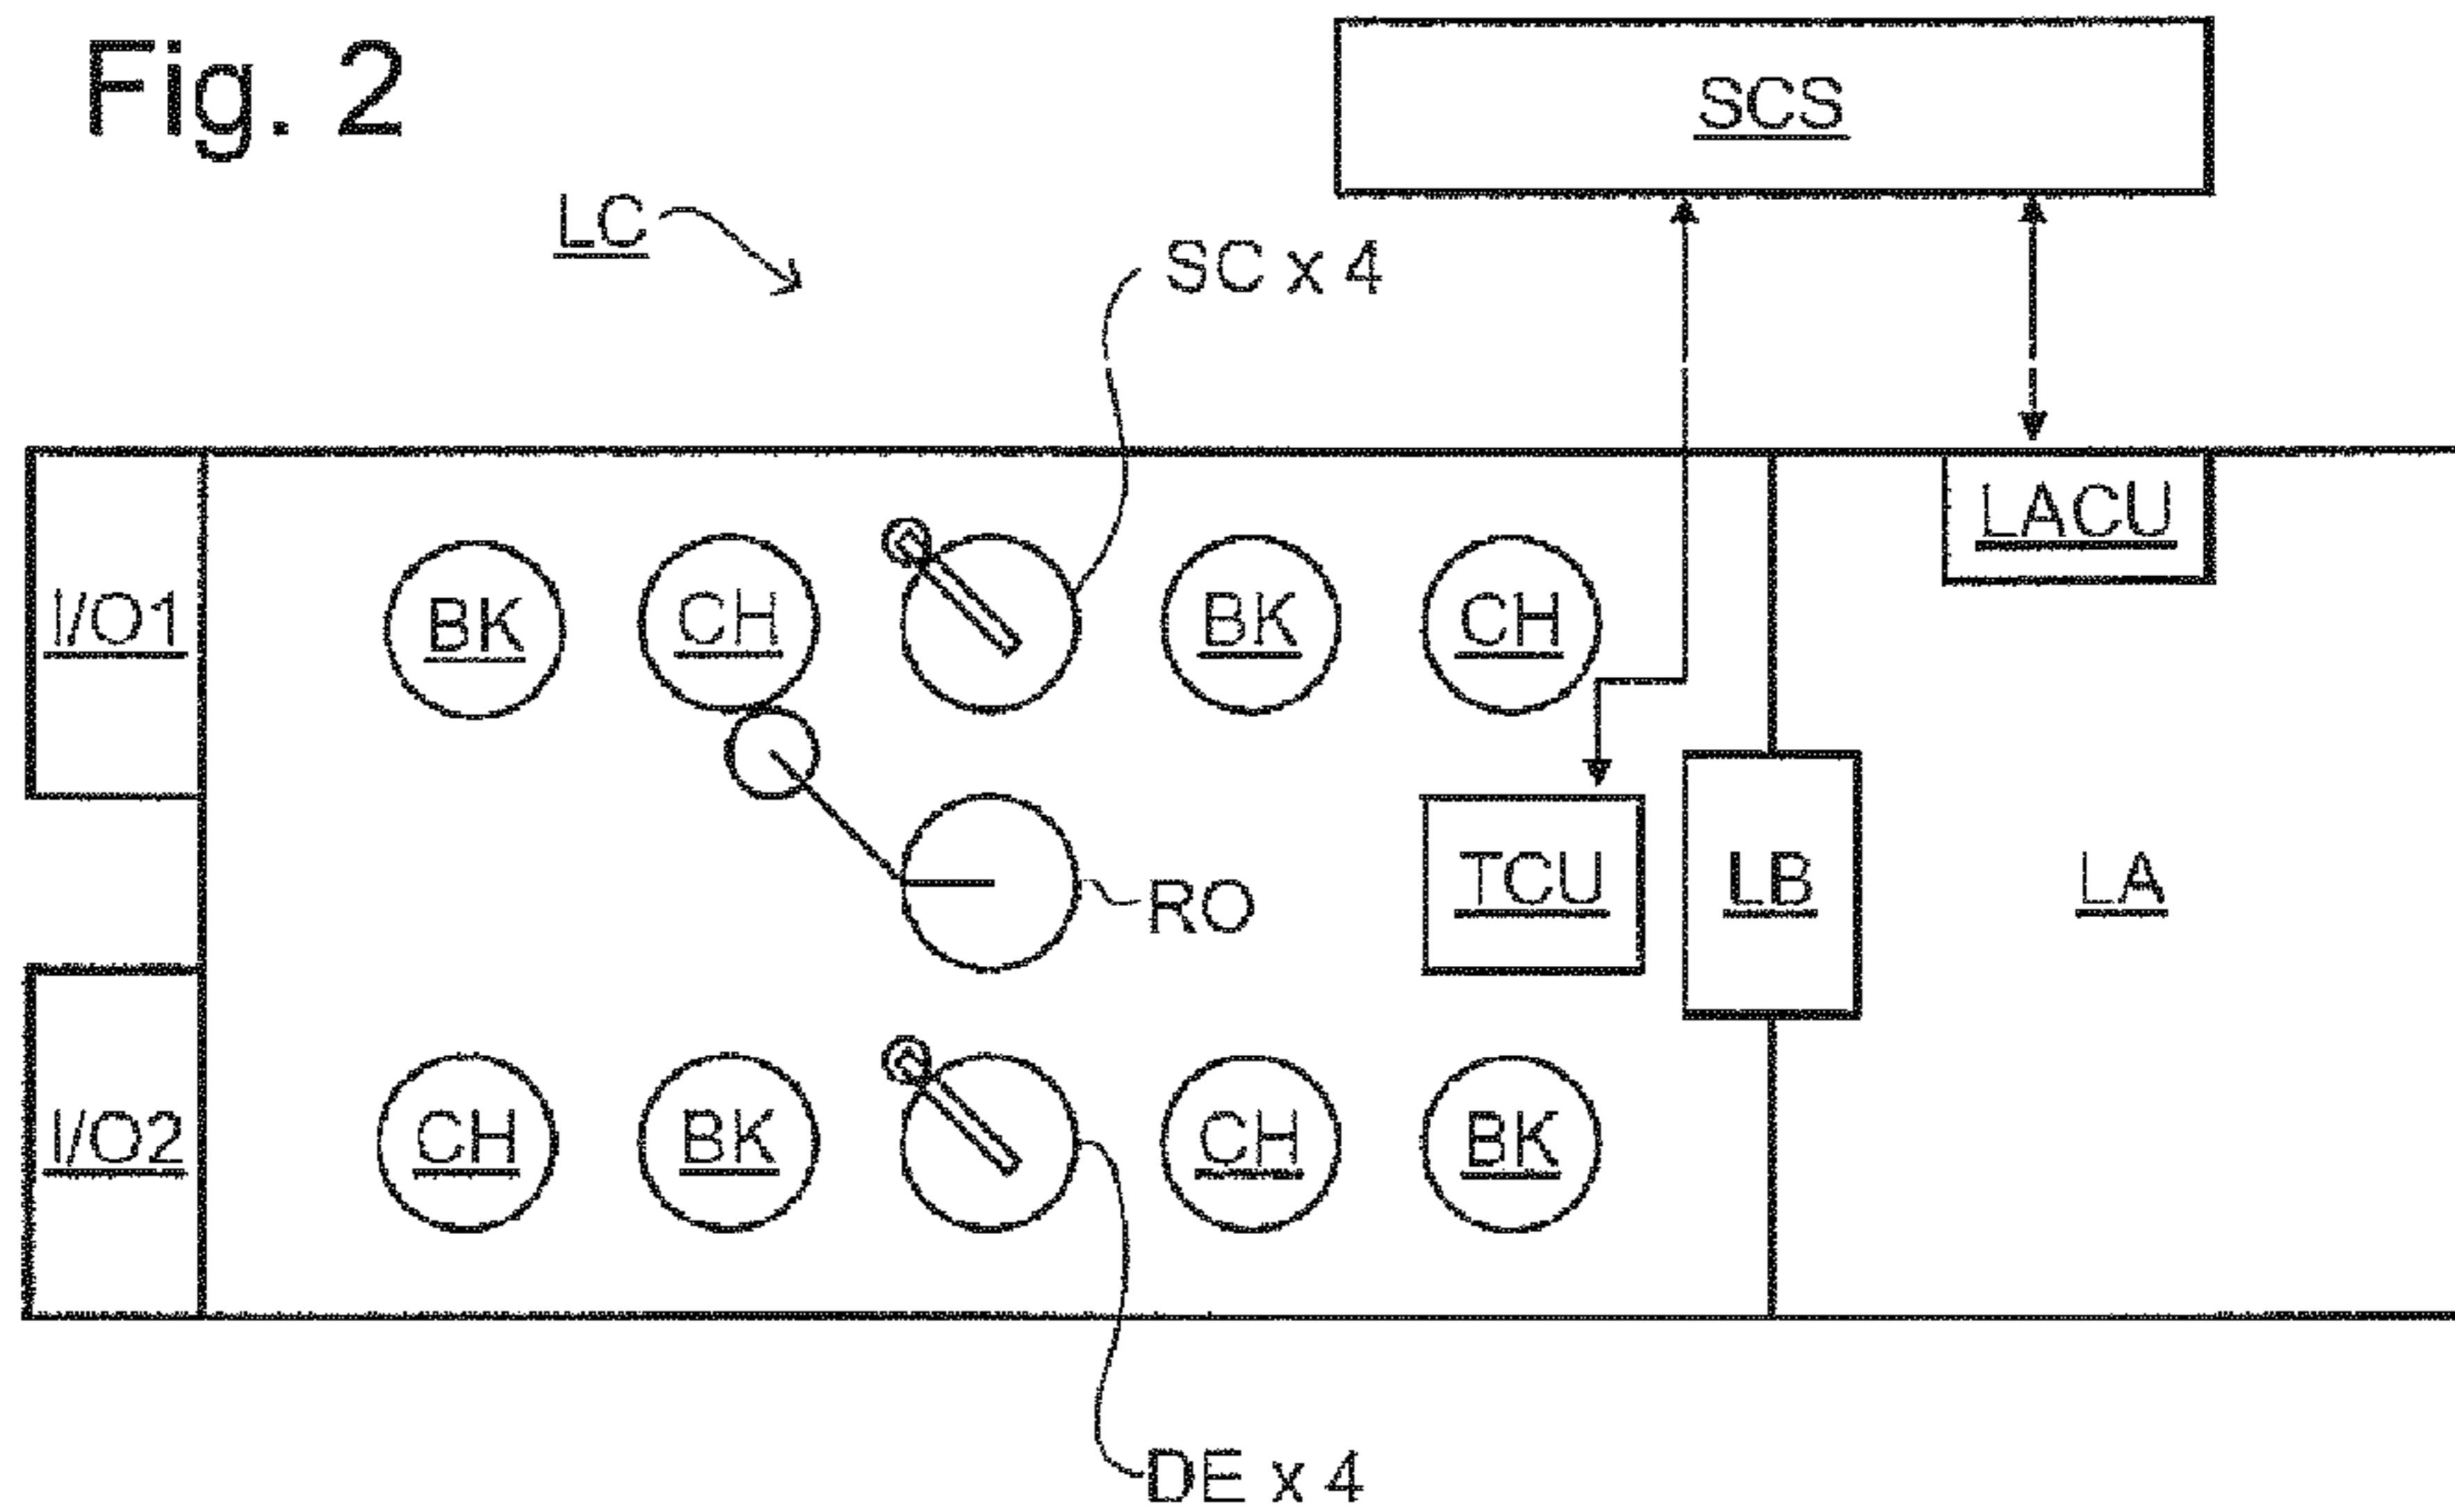 Fig. 2
SCS
LC
SC x 4
LACU
I/O1
BK
CH
BK
CH
RO
TCU
LB
LA
I/O2
CH
BK
CH
BK
DE x 4